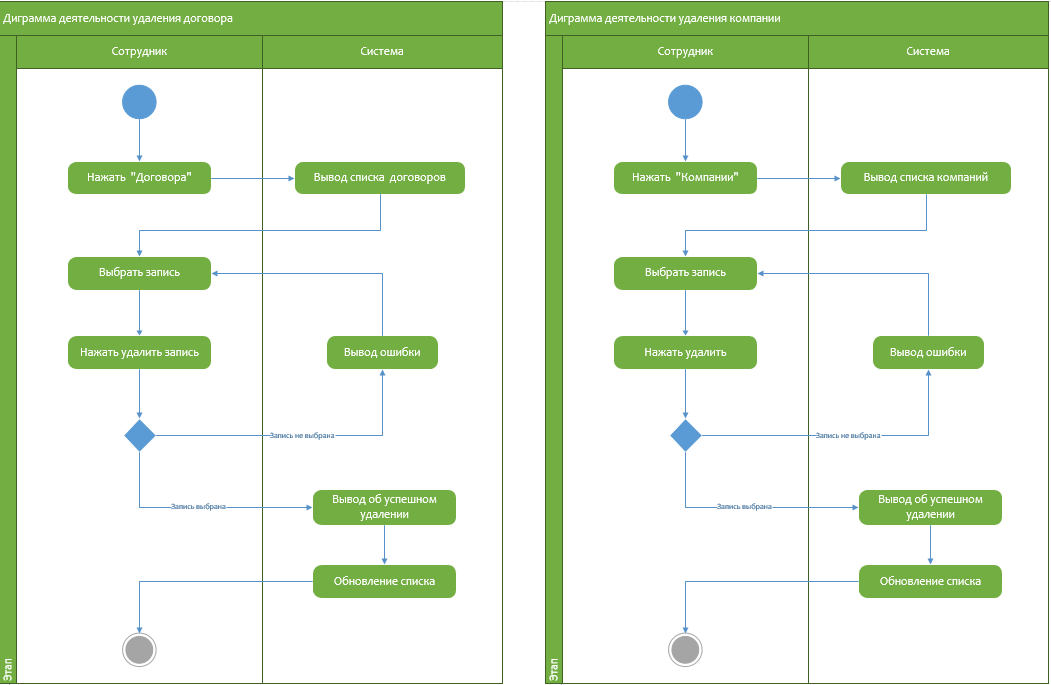 Диграмма деятельности удаления договора
Сотрудник
Система
Нажать "Договора"
Вывод списка договоров
Выбрать запись
Нажать удалить запись
Вывод ошибки
Запись не выбрана
Запись выбрана
Вывод об успешном
удалении
Обновление списка
Этап
Диграмма деятельности удаления компании
Сотрудник
Система
Нажать "Компании"
Вывод списка компаний
Выбрать запись
Нажать удалить
Вывод ошибки
Запись не выбрана
Запись выбрана
Вывод об успешном
удалении
Обновление списка
Этап